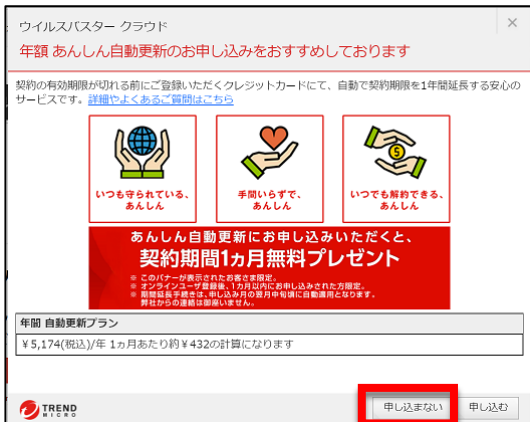 ウイルスバスター クラウド
年額 あんしん自動更新のお申し込みをおすすめしております
契約の有効期限が切れる前にご登録いただくクレジットカードにて、自動で契約期限を1年間延長する安心の
サービスです。詳細やよくあるご質問はこちら
いつも守られている、
あんしん
手間いらずで、
あんしん
いつでも解約できる、
あんしん
あんしん自動更新にお申し込みいただくと、
契約期間1ヵ月無料プレゼント
※ このバナーが表示されたお客さま限定。
※ オンラインユーザ登録後、1カ月以内にお申し込みされた方限定。
※ 期間延長手続きは、申し込み月の翌月中旬頃に自動適用となります。
弊社からの連絡は御座いません。
年間 自動更新プラン
¥5,174(税込)/年 1ヵ月あたり約¥432の計算になります
TREND
MICRO
申し込まない
申し込む